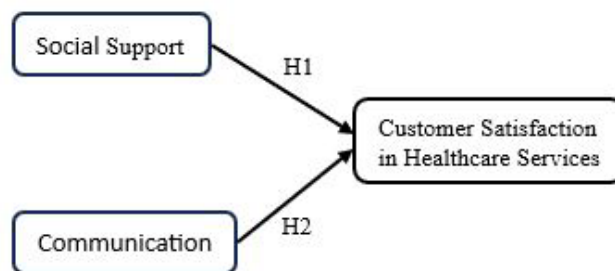 Social Support
H1
Customer Satisfaction
in Healthcare Services
H2
Communication